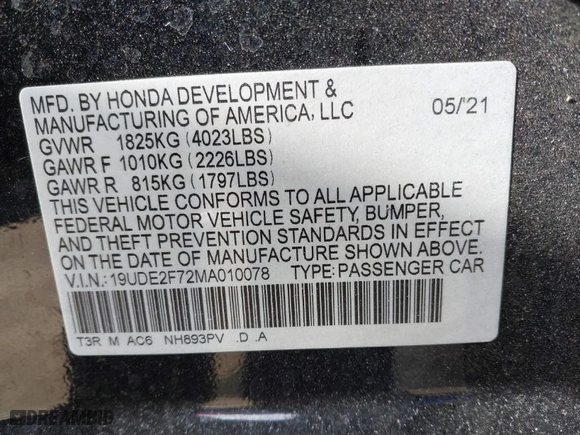 MFD. BY HONDA DEVELOPMENT &
MANUFACTURING OF AMERICA, LLC 05/'21
GVWR 1825KG (4023LBS)
GAWR F 1010KG (2226LBS)
GAWR R 815KG (1797LBS)
THIS VEHICLE CONFORMS TO ALL APPLICABLE
FEDERAL MOTOR VEHICLE SAFETY, BUMPER,
AND THEFT PREVENTION STANDARDS IN EFFECT
ON THE DATE OF MANUFACTURE SHOWN ABOVE.
V.I.N.: 19UDE2F72MA010078 TYPE: PASSENGER CAR
T3R M AC6 NH893PV .D .A
DREAMBID